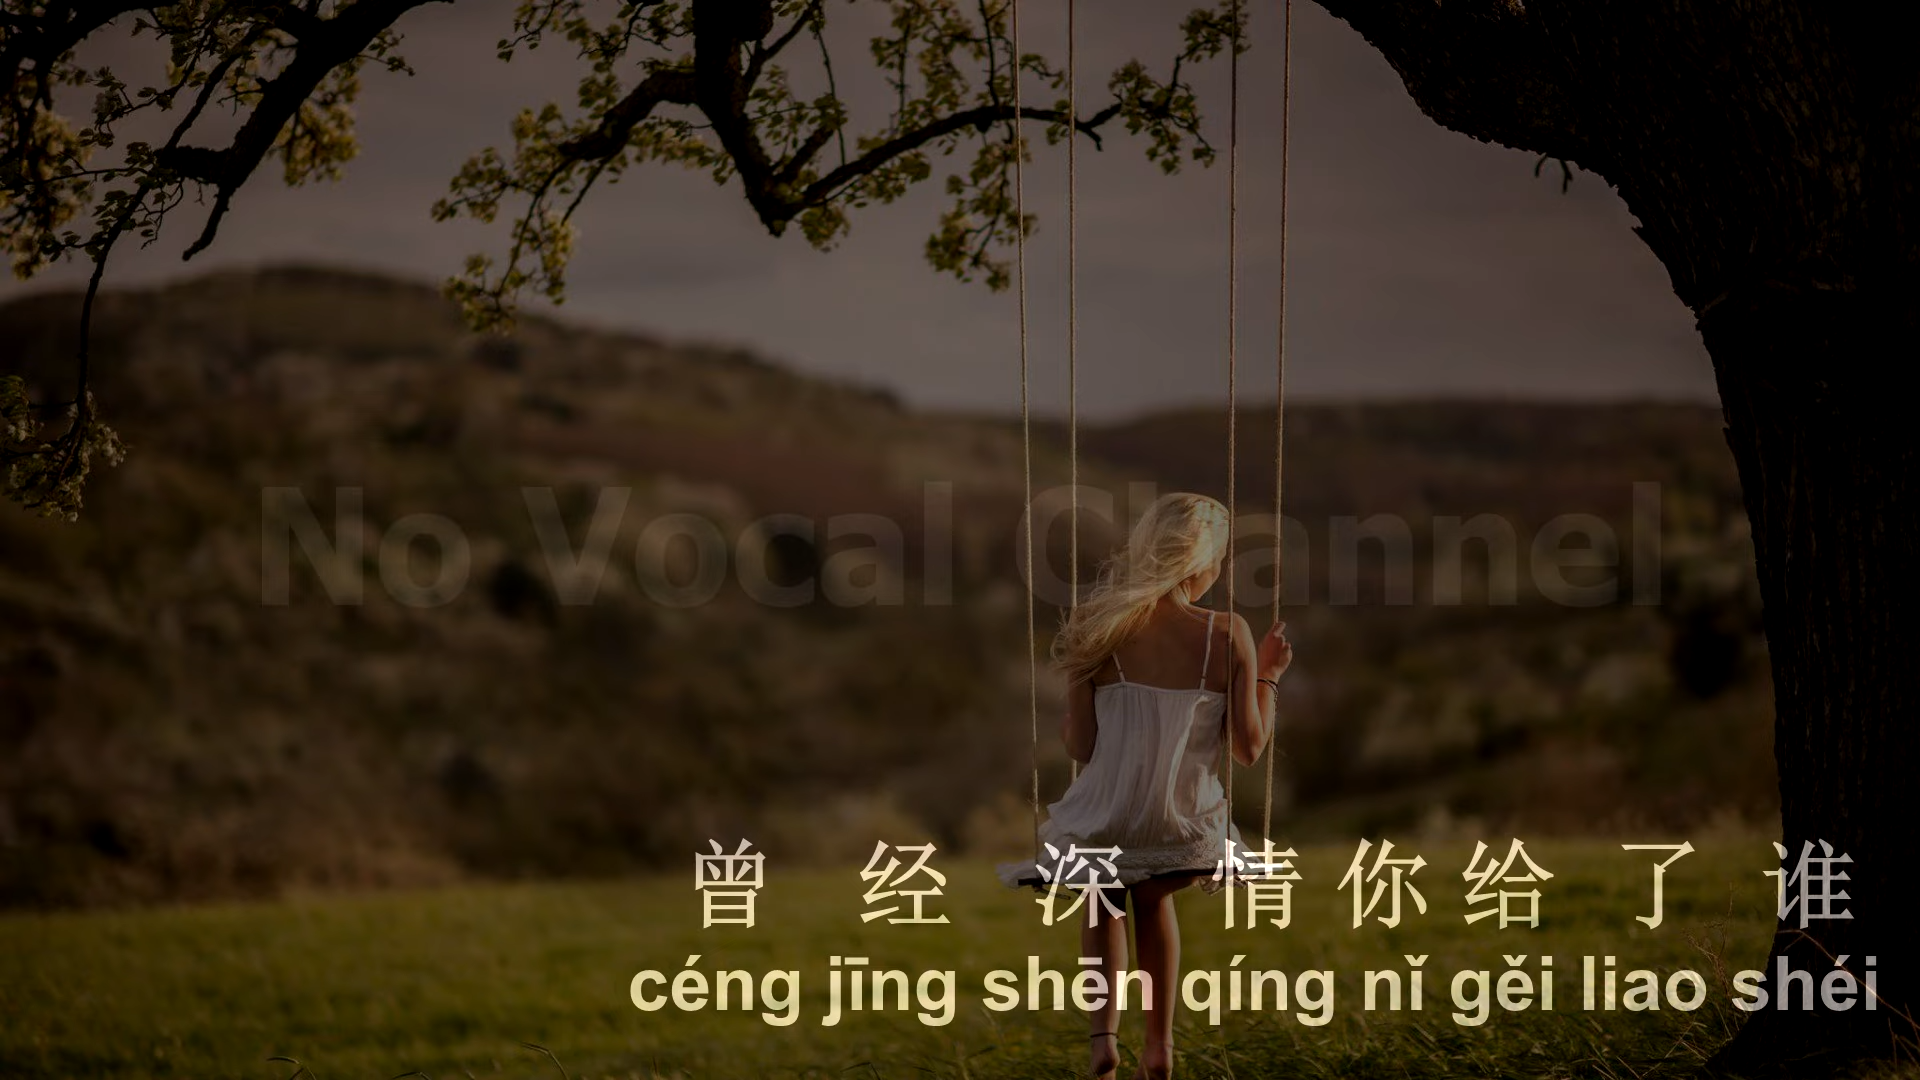 No Vocal Channel
曾经深情你给了谁
céng jīng shēn qíng nǐ gěi liao shéi